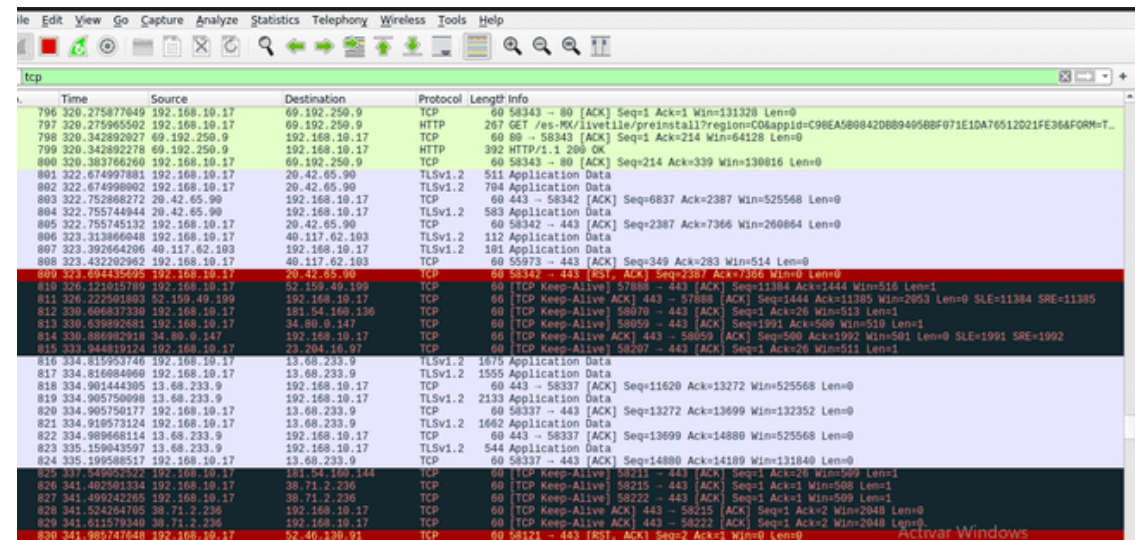 ile Edit View Go Capture Analyze Statistics Telephony Wireless Tools Help
tcp
Time Source Destination Protocol Length Info
796 320.275877049 192.168.10.17 69.192.250.9 TCP 60 58343 → 80 [ACK] Seq=1 Ack=1 Win=131328 Len=0
797 320.275965502 192.168.10.17 69.192.250.9 HTTP 267 GET /es-MX/livetile/preinstall?region=CO&appid=C98EA5B0842DBB9405BBF071E1DA76512D21FE36&FORM=T…
798 320.342892027 69.192.250.9 192.168.10.17 TCP 60 80 → 58343 [ACK] Seq=1 Ack=214 Win=64128 Len=0
799 320.342892278 69.192.250.9 192.168.10.17 HTTP 392 HTTP/1.1 200 OK
800 320.383766260 192.168.10.17 69.192.250.9 TCP 60 58343 → 80 [ACK] Seq=214 Ack=339 Win=130816 Len=0
801 322.674997881 192.168.10.17 20.42.65.90 TLSv1.2 511 Application Data
802 322.674998002 192.168.10.17 20.42.65.90 TLSv1.2 704 Application Data
803 322.752868272 20.42.65.90 192.168.10.17 TCP 60 443 → 58342 [ACK] Seq=6837 Ack=2387 Win=525568 Len=0
804 322.755744944 20.42.65.90 192.168.10.17 TLSv1.2 583 Application Data
805 322.755745132 192.168.10.17 20.42.65.90 TCP 60 58342 → 443 [ACK] Seq=2387 Ack=7366 Win=260864 Len=0
806 323.313866048 192.168.10.17 40.117.62.103 TLSv1.2 112 Application Data
807 323.392664206 40.117.62.103 192.168.10.17 TLSv1.2 101 Application Data
808 323.432202962 192.168.10.17 40.117.62.103 TCP 60 55973 → 443 [ACK] Seq=349 Ack=283 Win=514 Len=0
809 323.694435695 192.168.10.17 20.42.65.90 TCP 60 58342 → 443 [RST, ACK] Seq=2387 Ack=7366 Win=0 Len=0
810 326.121015789 192.168.10.17 52.159.49.199 TCP 60 [TCP Keep-Alive] 57888 → 443 [ACK] Seq=11384 Ack=1444 Win=516 Len=1
811 326.222501803 52.159.49.199 192.168.10.17 TCP 66 [TCP Keep-Alive ACK] 443 → 57888 [ACK] Seq=1444 Ack=11385 Win=2053 Len=0 SLE=11384 SRE=11385
812 330.606837330 192.168.10.17 181.54.160.136 TCP 60 [TCP Keep-Alive] 58070 → 443 [ACK] Seq=1 Ack=26 Win=513 Len=1
813 330.639892681 192.168.10.17 34.80.0.147 TCP 60 [TCP Keep-Alive] 58059 → 443 [ACK] Seq=1991 Ack=500 Win=510 Len=1
814 330.886982918 34.80.0.147 192.168.10.17 TCP 66 [TCP Keep-Alive ACK] 443 → 58059 [ACK] Seq=500 Ack=1992 Win=501 Len=0 SLE=1991 SRE=1992
815 333.944819124 192.168.10.17 23.204.16.97 TCP 60 [TCP Keep-Alive] 58207 → 443 [ACK] Seq=1 Ack=26 Win=511 Len=1
816 334.815953746 192.168.10.17 13.68.233.9 TLSv1.2 1675 Application Data
817 334.816084060 192.168.10.17 13.68.233.9 TLSv1.2 1555 Application Data
818 334.901444305 13.68.233.9 192.168.10.17 TCP 60 443 → 58337 [ACK] Seq=11620 Ack=13272 Win=525568 Len=0
819 334.905750098 13.68.233.9 192.168.10.17 TLSv1.2 2133 Application Data
820 334.905750177 192.168.10.17 13.68.233.9 TCP 60 58337 → 443 [ACK] Seq=13272 Ack=13699 Win=132352 Len=0
821 334.910573124 192.168.10.17 13.68.233.9 TLSv1.2 1662 Application Data
822 334.989668114 13.68.233.9 192.168.10.17 TCP 60 443 → 58337 [ACK] Seq=13699 Ack=14880 Win=525568 Len=0
823 335.159043597 13.68.233.9 192.168.10.17 TLSv1.2 544 Application Data
824 335.199588517 192.168.10.17 13.68.233.9 TCP 60 58337 → 443 [ACK] Seq=14880 Ack=14189 Win=131840 Len=0
825 192.168.10.17 181.54.160.144 TCP 60 [TCP Keep-Alive] 58211 → 443 [ACK] Seq=1 Ack=26 Win=509 Len=1
826 341.402501334 192.168.10.17 38.71.2.236 TCP 60 [TCP Keep-Alive] 58215 → 443 [ACK] Seq=1 Ack=1 Win=508 Len=1
827 341.499242265 192.168.10.17 38.71.2.236 TCP 60 [TCP Keep-Alive] 58222 → 443 [ACK] Seq=1 Ack=1 Win=509 Len=1
828 341.524264705 38.71.2.236 192.168.10.17 TCP 60 [TCP Keep-Alive ACK] 443 → 58215 [ACK] Seq=1 Ack=2 Win=2048 Len=0
829 341.611579340 38.71.2.236 192.168.10.17 TCP 60 [TCP Keep-Alive ACK] 443 → 58222 [ACK] Seq=1 Ack=2 Win=2048 Len=0
830 341.985747648 192.168.10.17 52.46.130.91 TCP 60 58121 → 443 [RST, ACK] Seq=2 Ack=1 Win=0 Len=0
Activar Windows